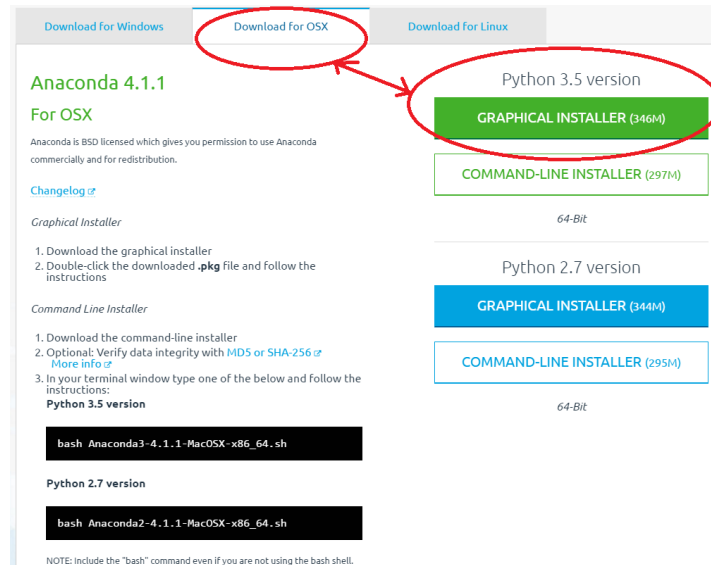 Download for Windows
Download for OSX
Download for Linux
Anaconda 4.1.1
For OSX
Anaconda is BSD licensed which gives you permission to use Anaconda
commercially and for redistribution.
Changelog
Graphical Installer
1. Download the graphical installer
2. Double-click the downloaded .pkg file and follow the
instructions
Command Line Installer
1. Download the command-line installer
2. Optional: Verify data integrity with MD5 or SHA-256
More info
3. In your terminal window type one of the below and follow the
instructions:
Python 3.5 version
bash Anaconda3-4.1.1-MacOSX-x86_64.sh
Python 2.7 version
bash Anaconda2-4.1.1-MacOSX-x86_64.sh
NOTE: Include the "bash" command even if you are not using the bash shell.
Python 3.5 version
GRAPHICAL INSTALLER (346M)
COMMAND-LINE INSTALLER (297M)
64-Bit
Python 2.7 version
GRAPHICAL INSTALLER (344M)
COMMAND-LINE INSTALLER (295M)
64-Bit